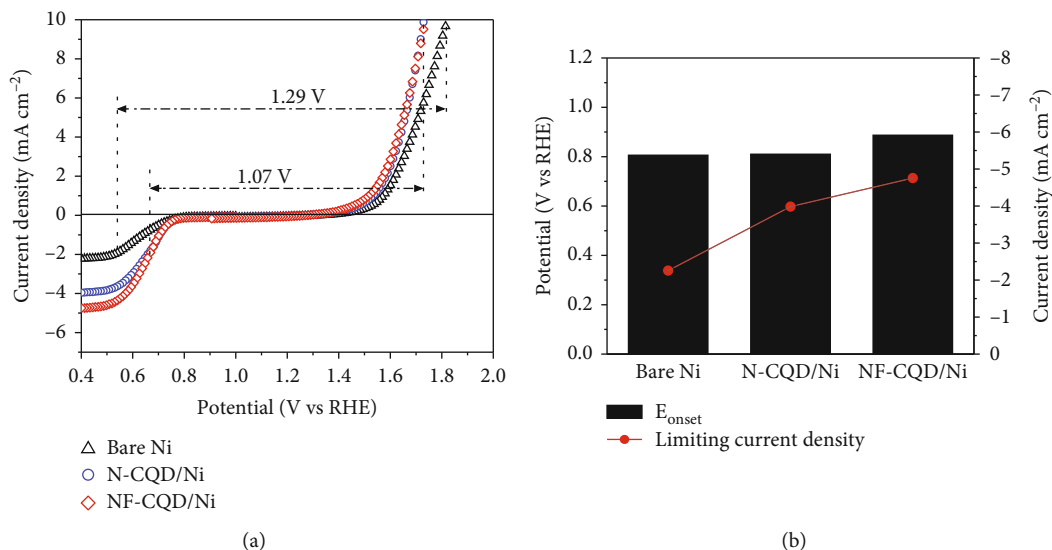 10
8
6
4
2
0
−2
−4
−6
Current density (mA cm−2)
1.29 V
1.07 V
0.4 0.6 0.8 1.0 1.2 1.4 1.6 1.8 2.0
Potential (V vs RHE)
Bare Ni
N-CQD/Ni
NF-CQD/Ni
(a)
1.2
1.0
0.8
0.6
0.4
0.2
0.0
Potential (V vs RHE)
−8
−7
−6
−5
−4
−3
−2
−1
0
Current density (mA cm−2)
Bare Ni N-CQD/Ni NF-CQD/Ni
Eonset
Limiting current density
(b)